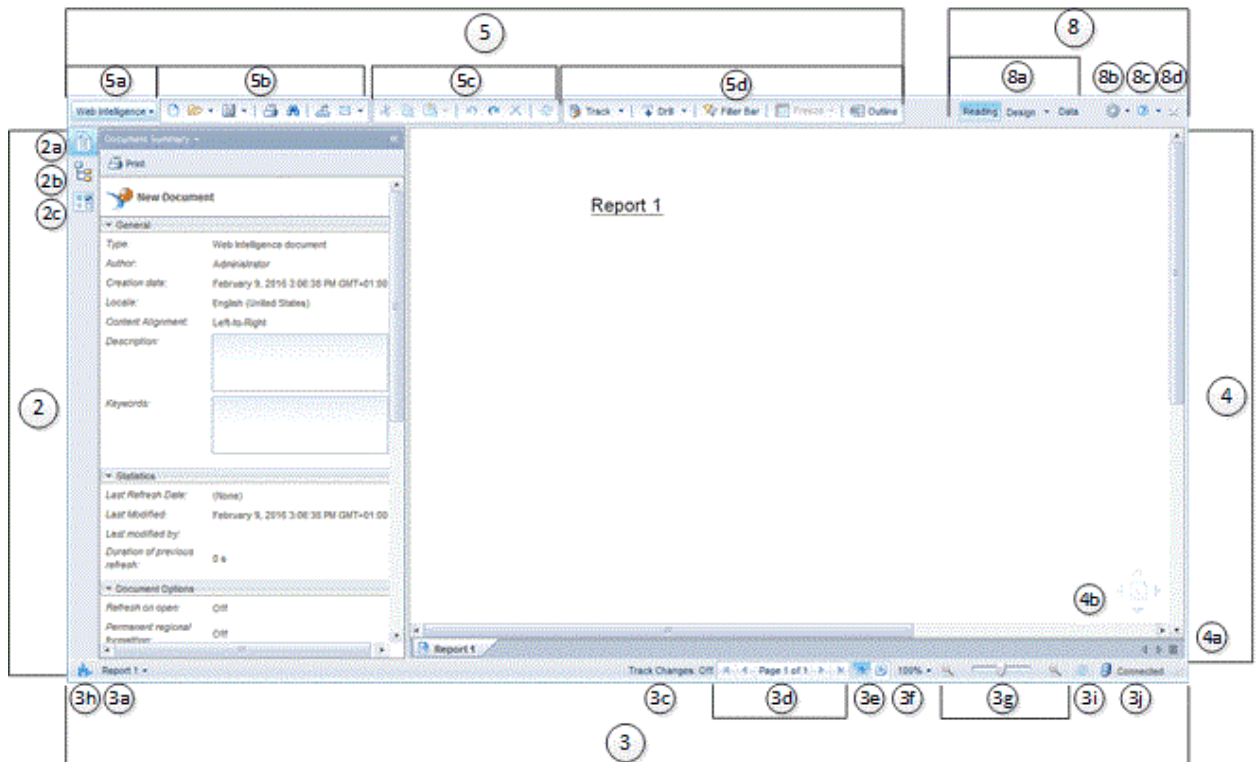 5
8
5a
5b
5c
5d
8a
8b
8c
8d
Web Intelligence
Track
Drill
Filter Bar
Freeze
Outline
Reading
Design
Data
2a
2b
2c
Document Summary
Print
New Document
General
Type: Web Intelligence document
Author: Administrator
Creation date: February 9, 2016 3:06:38 PM GMT+01:00
Locale: English (United States)
Content Alignment: Left-to-Right
Description:
Keywords:
Statistics
Last Refresh Date: (None)
Last Modified: February 9, 2016 3:06:38 PM GMT+01:00
Last modified by:
Duration of previous
refresh: 0 s
Document Options
Refresh on open: Off
Permanent regional
formatting: Off
Report 1
2
4
4b
4a
Report 1
Report 1
Track Changes: Off
Page 1 of 1
100%
Connected
3h
3a
3c
3d
3e
3f
3g
3i
3j
3